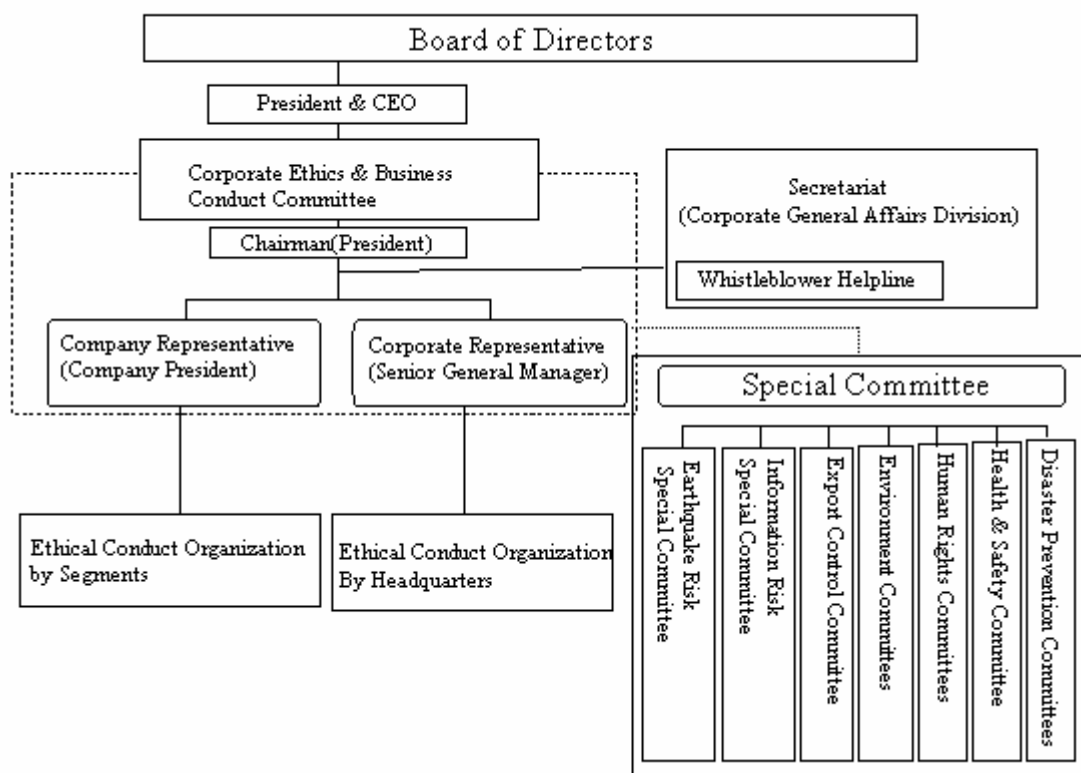 Board of Directors
President & CEO
Corporate Ethics & Business
Conduct Committee
Chairman(President)
Secretariat
(Corporate General Affairs Division)
Whistleblower Helpline
Company Representative
(Company President)
Corporate Representative
(Senior General Manager)
Ethical Conduct Organization
by Segments
Ethical Conduct Organization
By Headquarters
Special Committee
Earthquake Risk
Special Committee
Information Risk
Special Committee
Export Control Committee
Environment Committees
Human Rights Committees
Health & Safety Committee
Disaster Prevention Committees